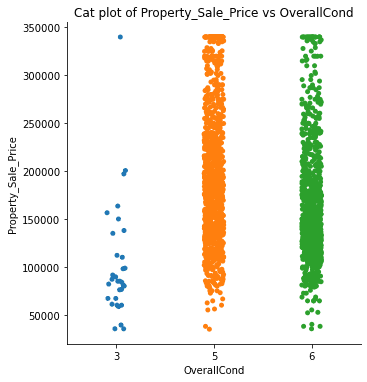 Cat plot of Property_Sale_Price vs OverallCond
350000
300000
250000
200000
150000
100000
50000
Property_Sale_Price
3 5 6
OverallCond